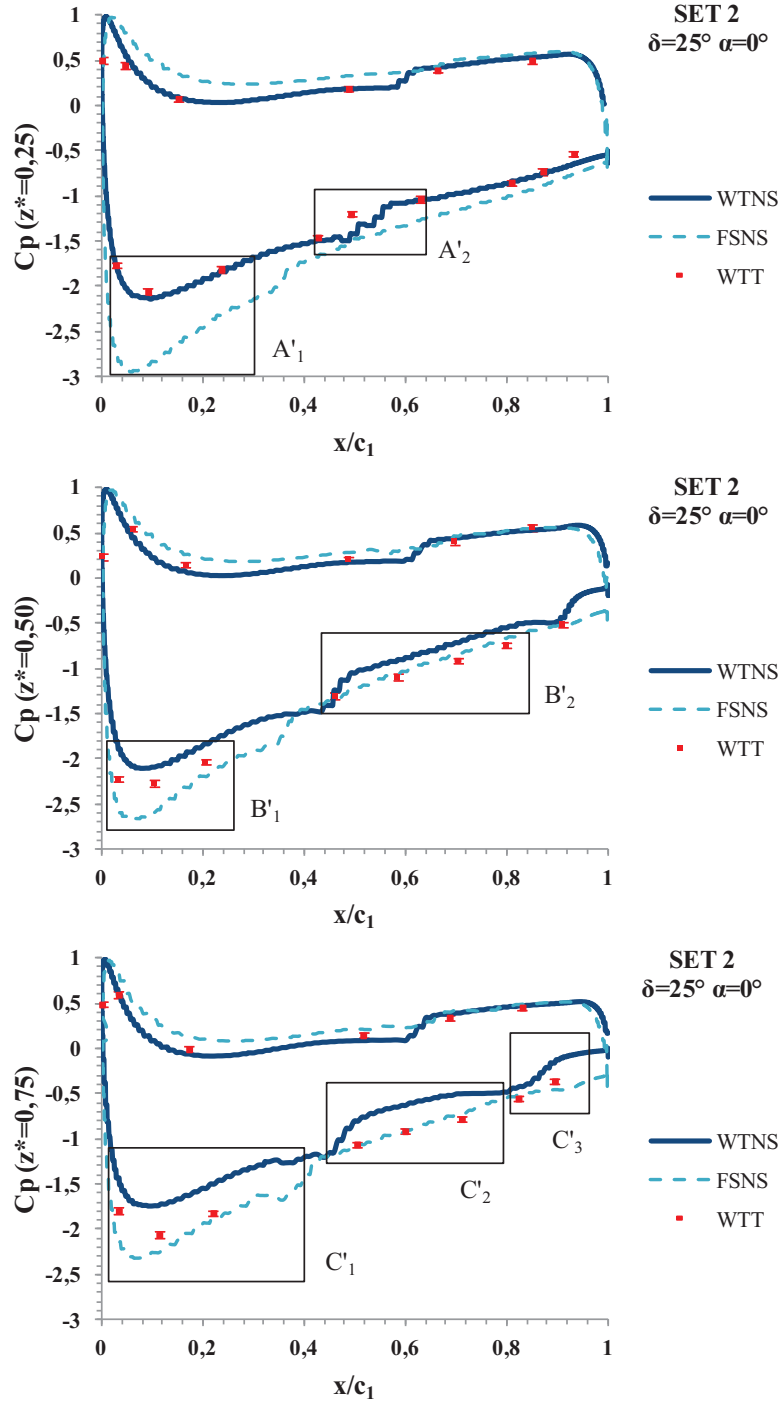 SET 2
δ=25° α=0°
1
0,5
0
-0,5
-1
-1,5
-2
-2,5
-3
Cp (z*=0,25)
A'2
A'1
WTNS
FSNS
WTT
0 0,2 0,4 0,6 0,8 1
x/c1
SET 2
δ=25° α=0°
1
0,5
0
-0,5
-1
-1,5
-2
-2,5
-3
Cp (z*=0,50)
B'2
B'1
WTNS
FSNS
WTT
0 0,2 0,4 0,6 0,8 1
x/c1
SET 2
δ=25° α=0°
1
0,5
0
-0,5
-1
-1,5
-2
-2,5
-3
Cp (z*=0,75)
C'3
C'2
C'1
WTNS
FSNS
WTT
0 0,2 0,4 0,6 0,8 1
x/c1